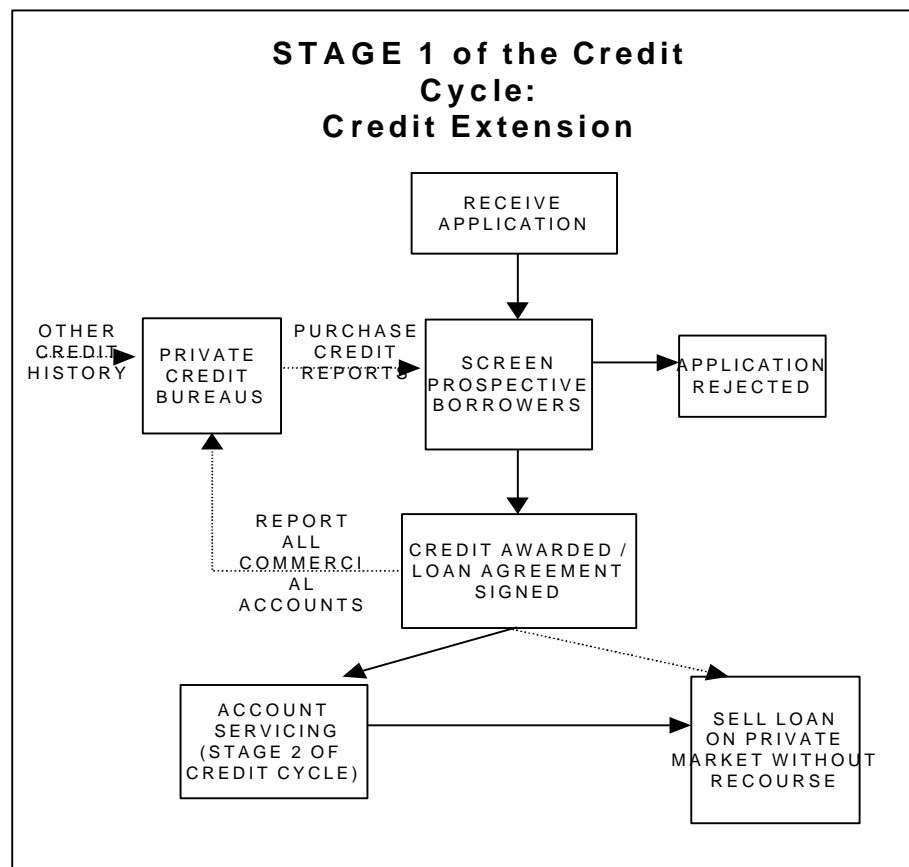 STAGE 1 of the Credit
Cycle:
Credit Extension
RECEIVE
APPLICATION
OTHER
CREDIT
HISTORY
PRIVATE
CREDIT
BUREAUS
PURCHASE
CREDIT
REPORTS
SCREEN
PROSPECTIVE
BORROWERS
APPLICATION
REJECTED
REPORT
ALL
COMMERCI
AL
ACCOUNTS
CREDIT AWARDED /
LOAN AGREEMENT
SIGNED
ACCOUNT
SERVICING
(STAGE 2 OF
CREDIT CYCLE)
SELL LOAN
ON PRIVATE
MARKET WITHOUT
RECOURSE